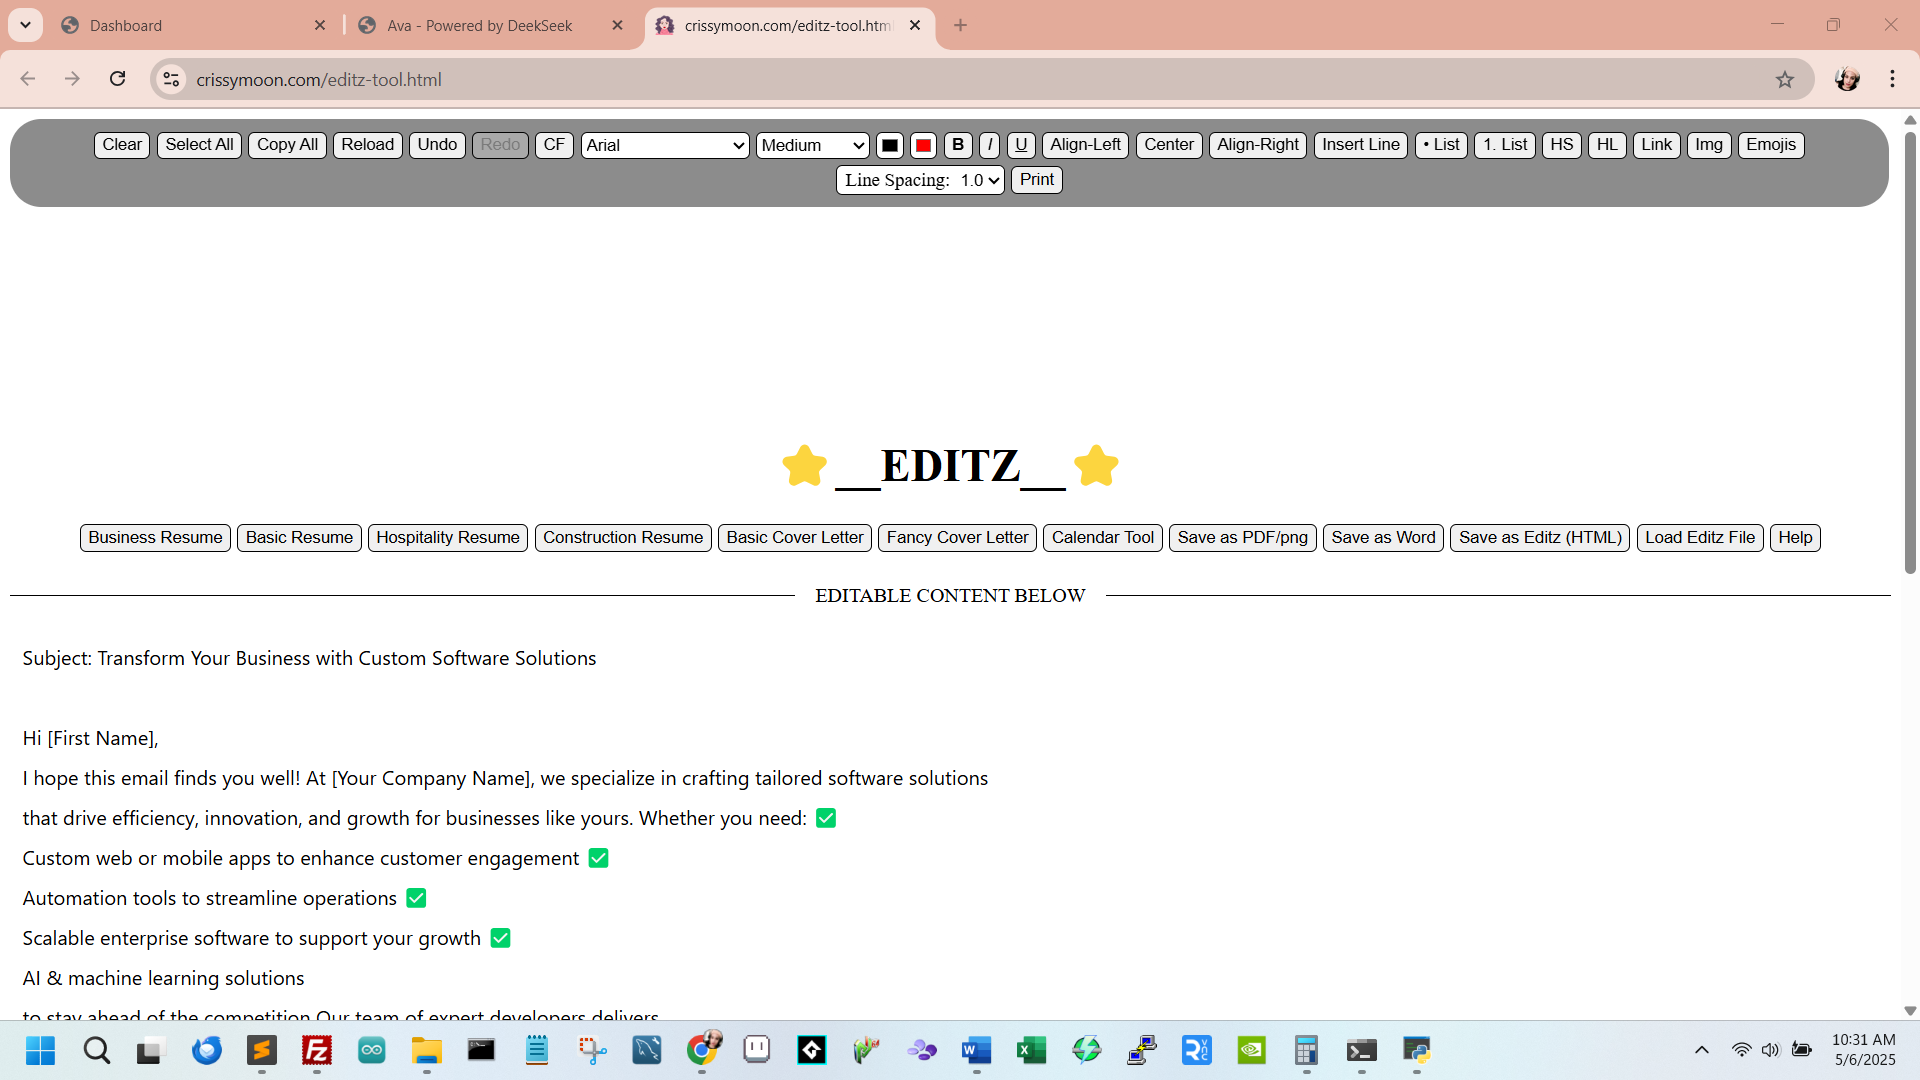 Dashboard
Ava - Powered by DeekSeek
crissymoon.com/editz-tool.htm
crissymoon.com/editz-tool.html
Clear Select All Copy All Reload Undo Redo CF Arial Medium B I U Align-Left Center Align-Right Insert Line • List 1. List HS HL Link Img Emojis
Line Spacing: 1.0 Print
__EDITZ__
Business Resume Basic Resume Hospitality Resume Construction Resume Basic Cover Letter Fancy Cover Letter Calendar Tool Save as PDF/png Save as Word Save as Editz (HTML) Load Editz File Help
EDITABLE CONTENT BELOW
Subject: Transform Your Business with Custom Software Solutions
Hi [First Name],
I hope this email finds you well! At [Your Company Name], we specialize in crafting tailored software solutions
that drive efficiency, innovation, and growth for businesses like yours. Whether you need: ✅
Custom web or mobile apps to enhance customer engagement ✅
Automation tools to streamline operations ✅
Scalable enterprise software to support your growth ✅
AI & machine learning solutions
to stay ahead of the competition Our team of expert developers delivers
10:31 AM
5/6/2025